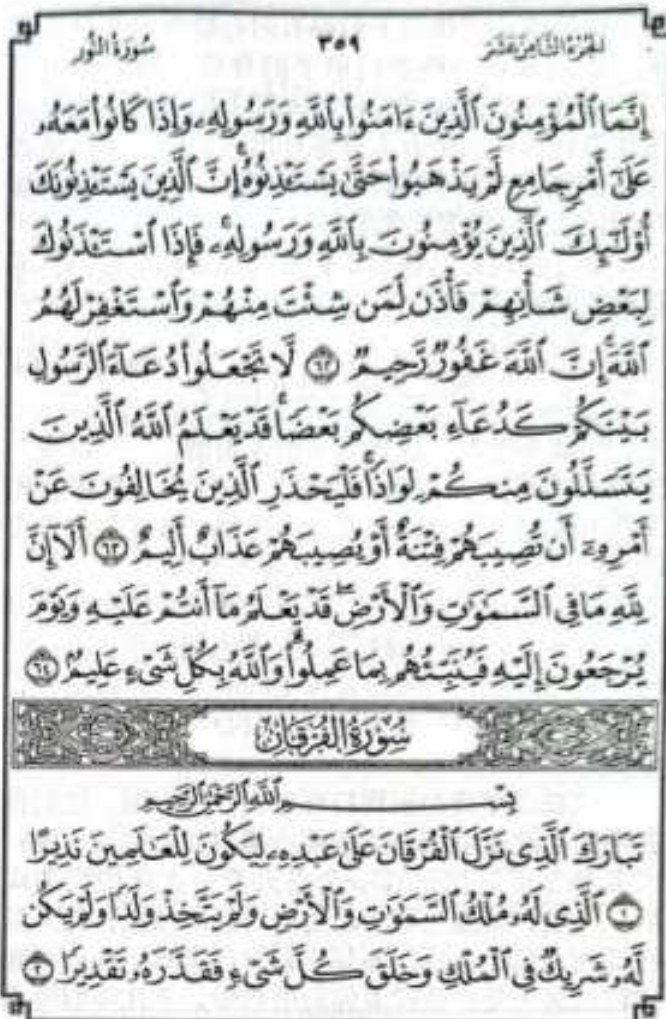 الجزء الثامن عشر ٣٥٩ سورة النور
إِنَّمَا ٱلْمُؤْمِنُونَ ٱلَّذِينَ ءَامَنُوا۟ بِٱللَّهِ وَرَسُولِهِۦ وَإِذَا كَانُوا۟ مَعَهُۥ
عَلَىٰٓ أَمْرٍ جَامِعٍ لَّمْ يَذْهَبُوا۟ حَتَّىٰ يَسْتَـْٔذِنُوهُ ۚ إِنَّ ٱلَّذِينَ يَسْتَـْٔذِنُونَكَ
أُو۟لَـٰٓئِكَ ٱلَّذِينَ يُؤْمِنُونَ بِٱللَّهِ وَرَسُولِهِۦ ۚ فَإِذَا ٱسْتَـْٔذَنُوكَ
لِبَعْضِ شَأْنِهِمْ فَأْذَن لِّمَن شِئْتَ مِنْهُمْ وَٱسْتَغْفِرْ لَهُمُ
ٱللَّهَ ۚ إِنَّ ٱللَّهَ غَفُورٌ رَّحِيمٌ ٦٢ لَّا تَجْعَلُوا۟ دُعَآءَ ٱلرَّسُولِ
بَيْنَكُمْ كَدُعَآءِ بَعْضِكُم بَعْضًا ۚ قَدْ يَعْلَمُ ٱللَّهُ ٱلَّذِينَ
يَتَسَلَّلُونَ مِنكُمْ لِوَاذًا ۚ فَلْيَحْذَرِ ٱلَّذِينَ يُخَالِفُونَ عَنْ
أَمْرِهِۦٓ أَن تُصِيبَهُمْ فِتْنَةٌ أَوْ يُصِيبَهُمْ عَذَابٌ أَلِيمٌ ٦٣ أَلَآ إِنَّ
لِلَّهِ مَا فِى ٱلسَّمَـٰوَٰتِ وَٱلْأَرْضِ ۖ قَدْ يَعْلَمُ مَآ أَنتُمْ عَلَيْهِ وَيَوْمَ
يُرْجَعُونَ إِلَيْهِ فَيُنَبِّئُهُم بِمَا عَمِلُوا۟ ۗ وَٱللَّهُ بِكُلِّ شَىْءٍ عَلِيمٌۢ ٦٤
سُورَةُ الفُرْقَانِ
بِسْمِ ٱللَّهِ ٱلرَّحْمَـٰنِ ٱلرَّحِيمِ
تَبَارَكَ ٱلَّذِى نَزَّلَ ٱلْفُرْقَانَ عَلَىٰ عَبْدِهِۦ لِيَكُونَ لِلْعَـٰلَمِينَ نَذِيرًا
١ ٱلَّذِى لَهُۥ مُلْكُ ٱلسَّمَـٰوَٰتِ وَٱلْأَرْضِ وَلَمْ يَتَّخِذْ وَلَدًا وَلَمْ يَكُن
لَّهُۥ شَرِيكٌ فِى ٱلْمُلْكِ وَخَلَقَ كُلَّ شَىْءٍ فَقَدَّرَهُۥ تَقْدِيرًا ٢